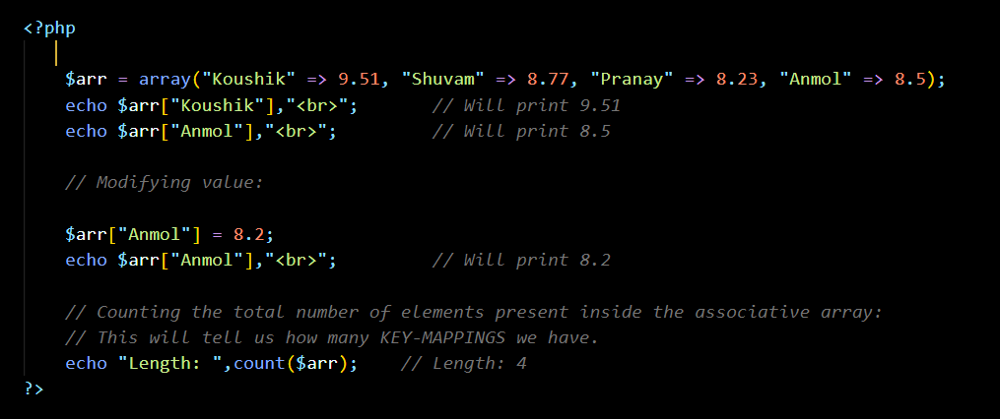 <?php
$arr = array("Koushik" => 9.51, "Shuvam" => 8.77, "Pranay" => 8.23, "Anmol" => 8.5);
echo $arr["Koushik"],"<br>";       // Will print 9.51
echo $arr["Anmol"],"<br>";         // Will print 8.5
// Modifying value:
$arr["Anmol"] = 8.2;
echo $arr["Anmol"],"<br>";         // Will print 8.2
// Counting the total number of elements present inside the associative array:
// This will tell us how many KEY-MAPPINGS we have.
echo "Length: ",count($arr);    // Length: 4
?>